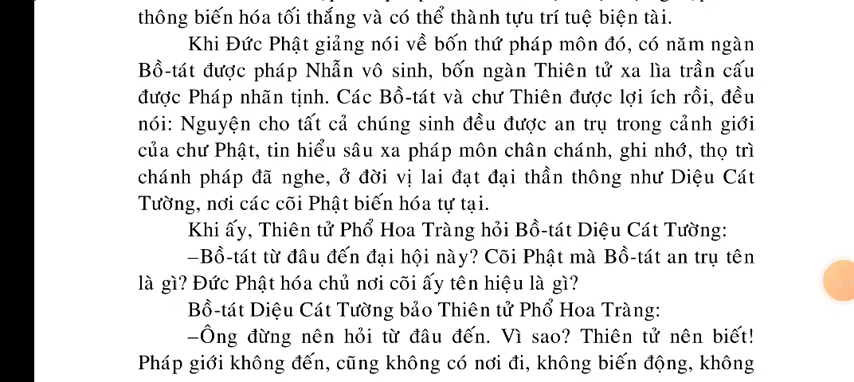 thông biến hóa tối thắng và có thể thành tựu trí tuệ biện tài.
Khi Đức Phật giảng nói về bốn thứ pháp môn đó, có năm ngàn
Bồ-tát được pháp Nhẫn vô sinh, bốn ngàn Thiên tử xa lìa trần cấu
được Pháp nhãn tịnh. Các Bồ-tát và chư Thiên được lợi ích rồi, đều
nói: Nguyện cho tất cả chúng sinh đều được an trụ trong cảnh giới
của chư Phật, tin hiểu sâu xa pháp môn chân chánh, ghi nhớ, thọ trì
chánh pháp đã nghe, ở đời vị lai đạt đại thần thông như Diệu Cát
Tường, nơi các cõi Phật biến hóa tự tại.
Khi ấy, Thiên tử Phổ Hoa Tràng hỏi Bồ-tát Diệu Cát Tường:
–Bồ-tát từ đâu đến đại hội này? Cõi Phật mà Bồ-tát an trụ tên
là gì? Đức Phật hóa chủ nơi cõi ấy tên hiệu là gì?
Bồ-tát Diệu Cát Tường bảo Thiên tử Phổ Hoa Tràng:
–Ông đừng nên hỏi từ đâu đến. Vì sao? Thiên tử nên biết!
Pháp giới không đến, cũng không có nơi đi, không biến động, không